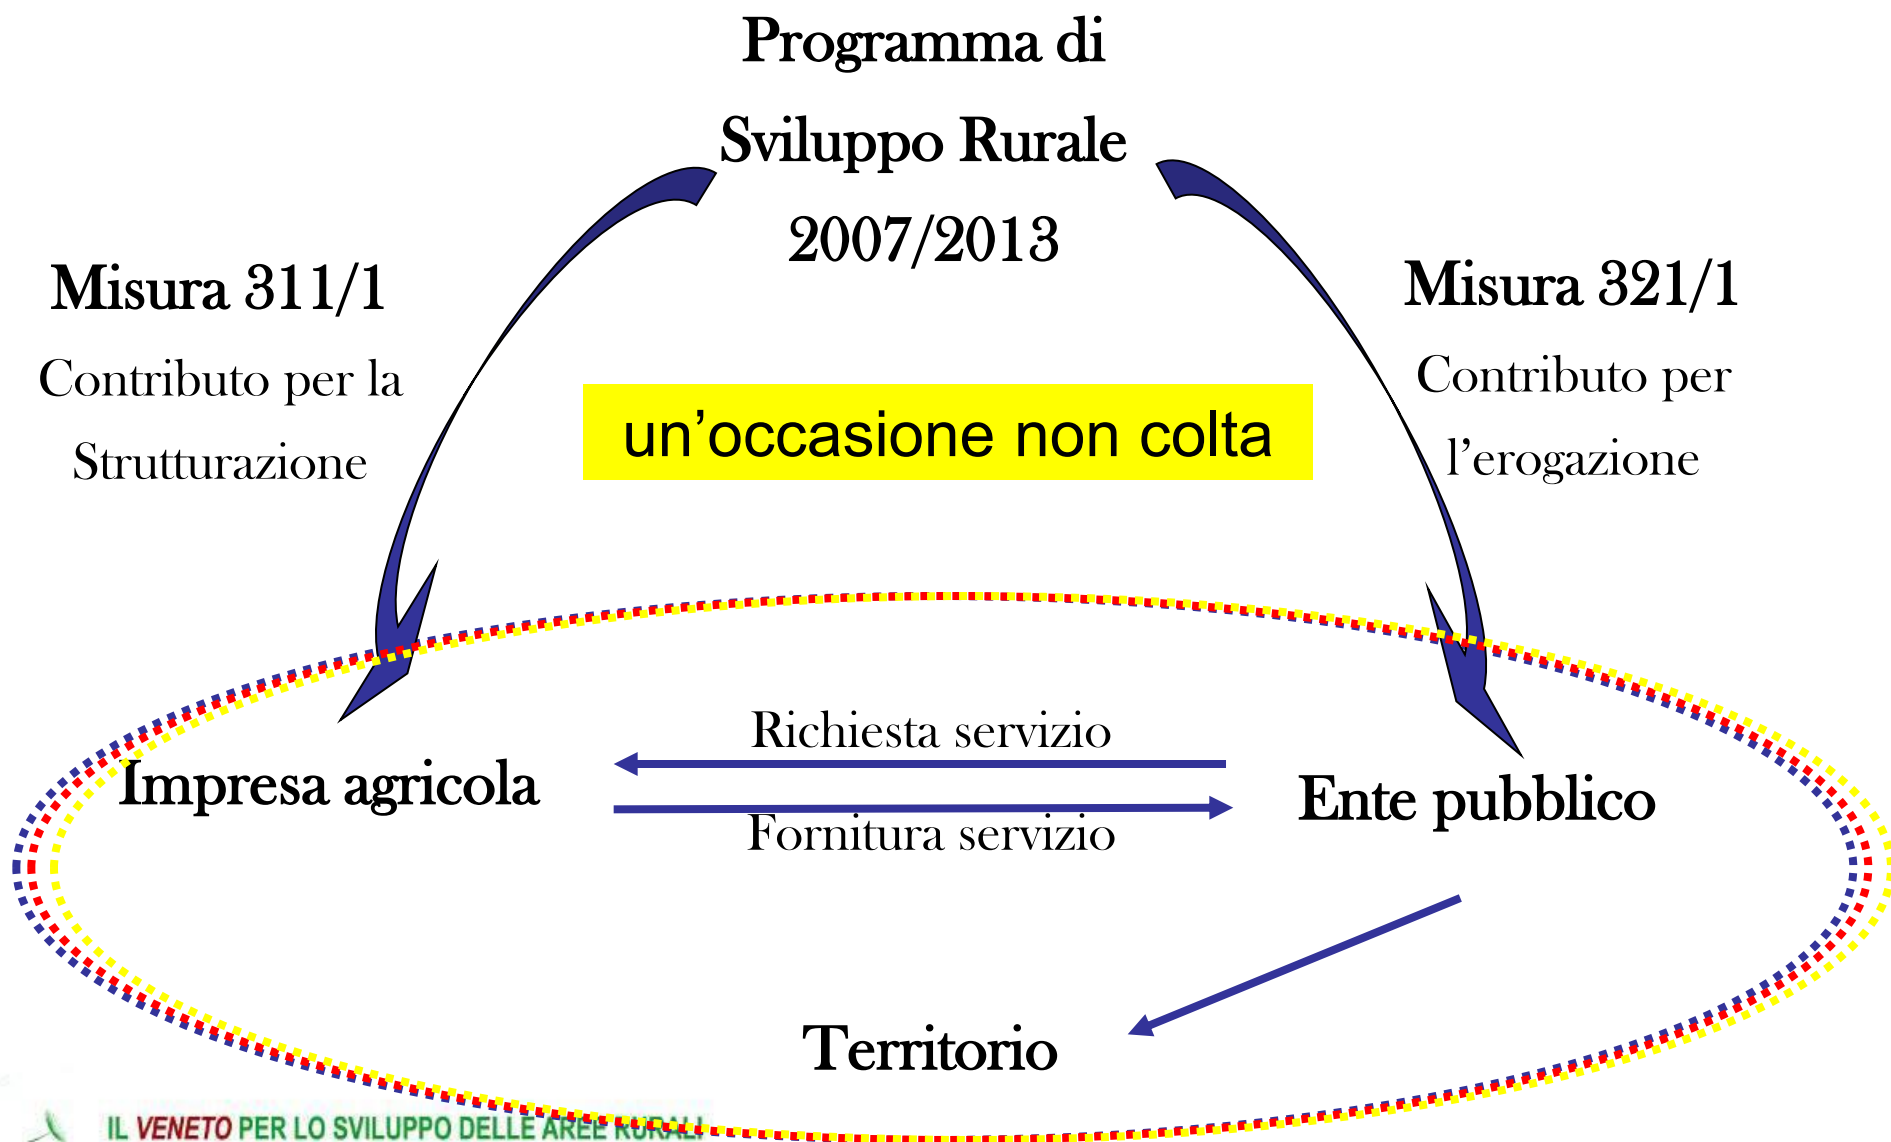 Programma di
Sviluppo Rurale
2007/2013
Misura 311/1
Contributo per la
Strutturazione
un’occasione non colta
Misura 321/1
Contributo per
l’erogazione
Richiesta servizio
Impresa agricola
Ente pubblico
Fornitura servizio
Territorio
IL VENETO PER LO SVILUPPO DELLE AREE RURALI